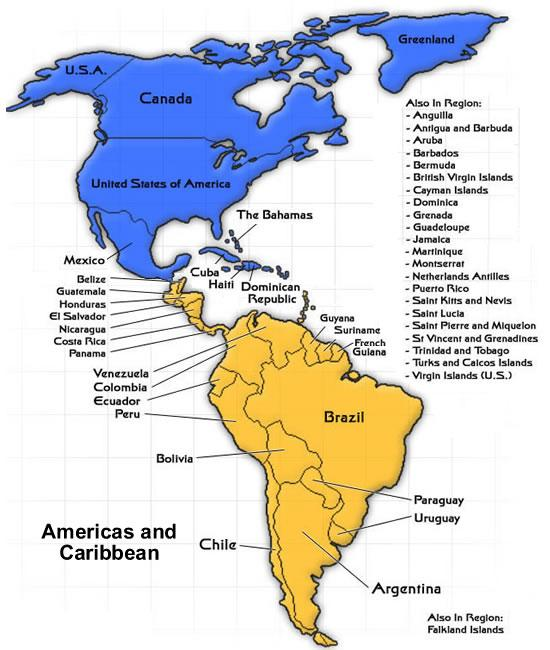 Greenland
U.S.A.
Canada
Also In Region:
- Anguilla
- Antigua and Barbuda
- Aruba
- Barbados
- Bermuda
- British Virgin Islands
- Cayman Islands
- Dominica
- Grenada
- Guadeloupe
- Jamaica
- Martinique
- Montserrat
- Netherlands Antilles
- Puerto Rico
- Saint Kitts and Nevis
- Saint Lucia
- Saint Pierre and Miquelon
- St Vincent and Grenadines
- Trinidad and Tobago
- Turks and Caicos Islands
- Virgin Islands (U.S.)
United States of America
The Bahamas
Mexico
Cuba
Haiti
Dominican
Republic
Belize
Guatemala
Honduras
El Salvador
Nicaragua
Costa Rica
Panama
Guyana
Suriname
French
Guiana
Venezuela
Colombia
Ecuador
Peru
Brazil
Bolivia
Paraguay
Uruguay
Americas and
Caribbean
Chile
Argentina
Also In Region:
Falkland Islands